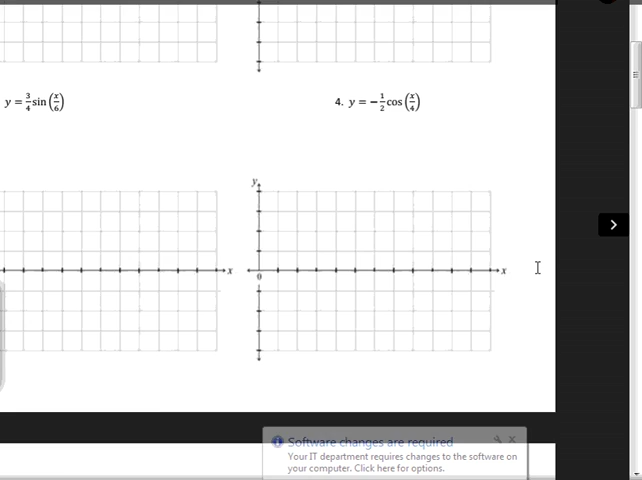 y = 3/4 sin (x/6)
4. y = −1/2 cos (x/4)
y
x
x
0
Software changes are required
Your IT department requires changes to the software on
your computer. Click here for options.